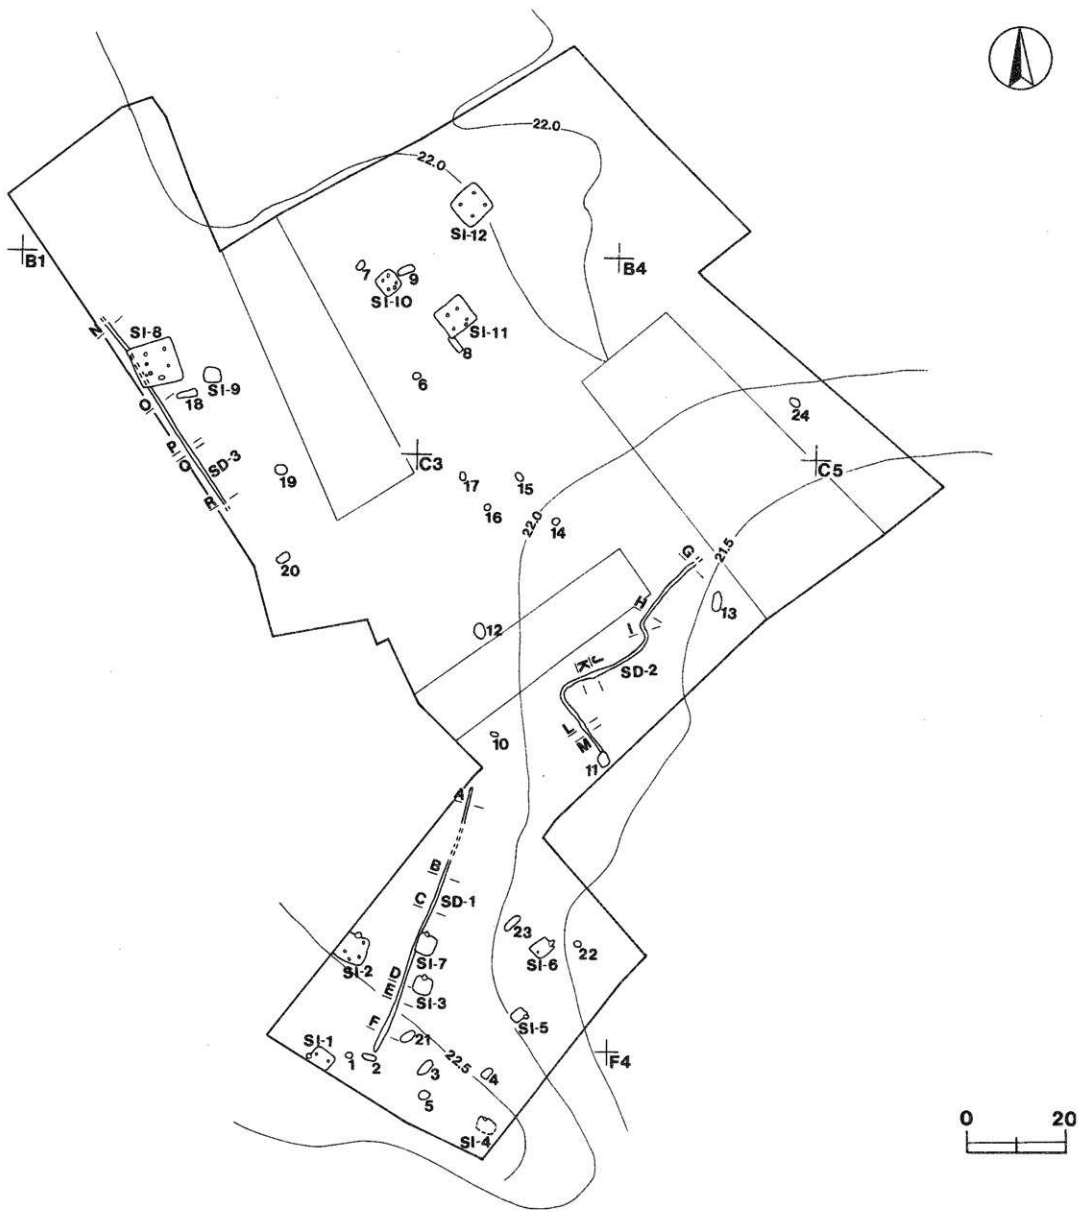 22.0
22.0
SI-12
B1
B4
7
9
SI-10
SI-11
8
N
SI-8
SI-9
18
6
O
24
P
Q
SD-3
C3
C5
R
19
17
15
16
14
22.0
20
G
21.5
H
13
12
I
K
J
SD-2
L
M
10
11
A
B
C
SD-1
23
SI-7
SI-6
22
SI-2
D
E
SI-3
F
SI-5
SI-1
21
F4
1
2
3
22.5
4
5
SI-4
0
20